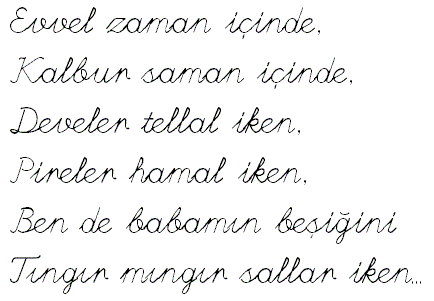 Evvel zaman içinde,
Kalbur saman içinde,
Develer tellal iken,
Pireler hamal iken,
Ben de babamın beşiğini
Tıngır mıngır sallar iken...